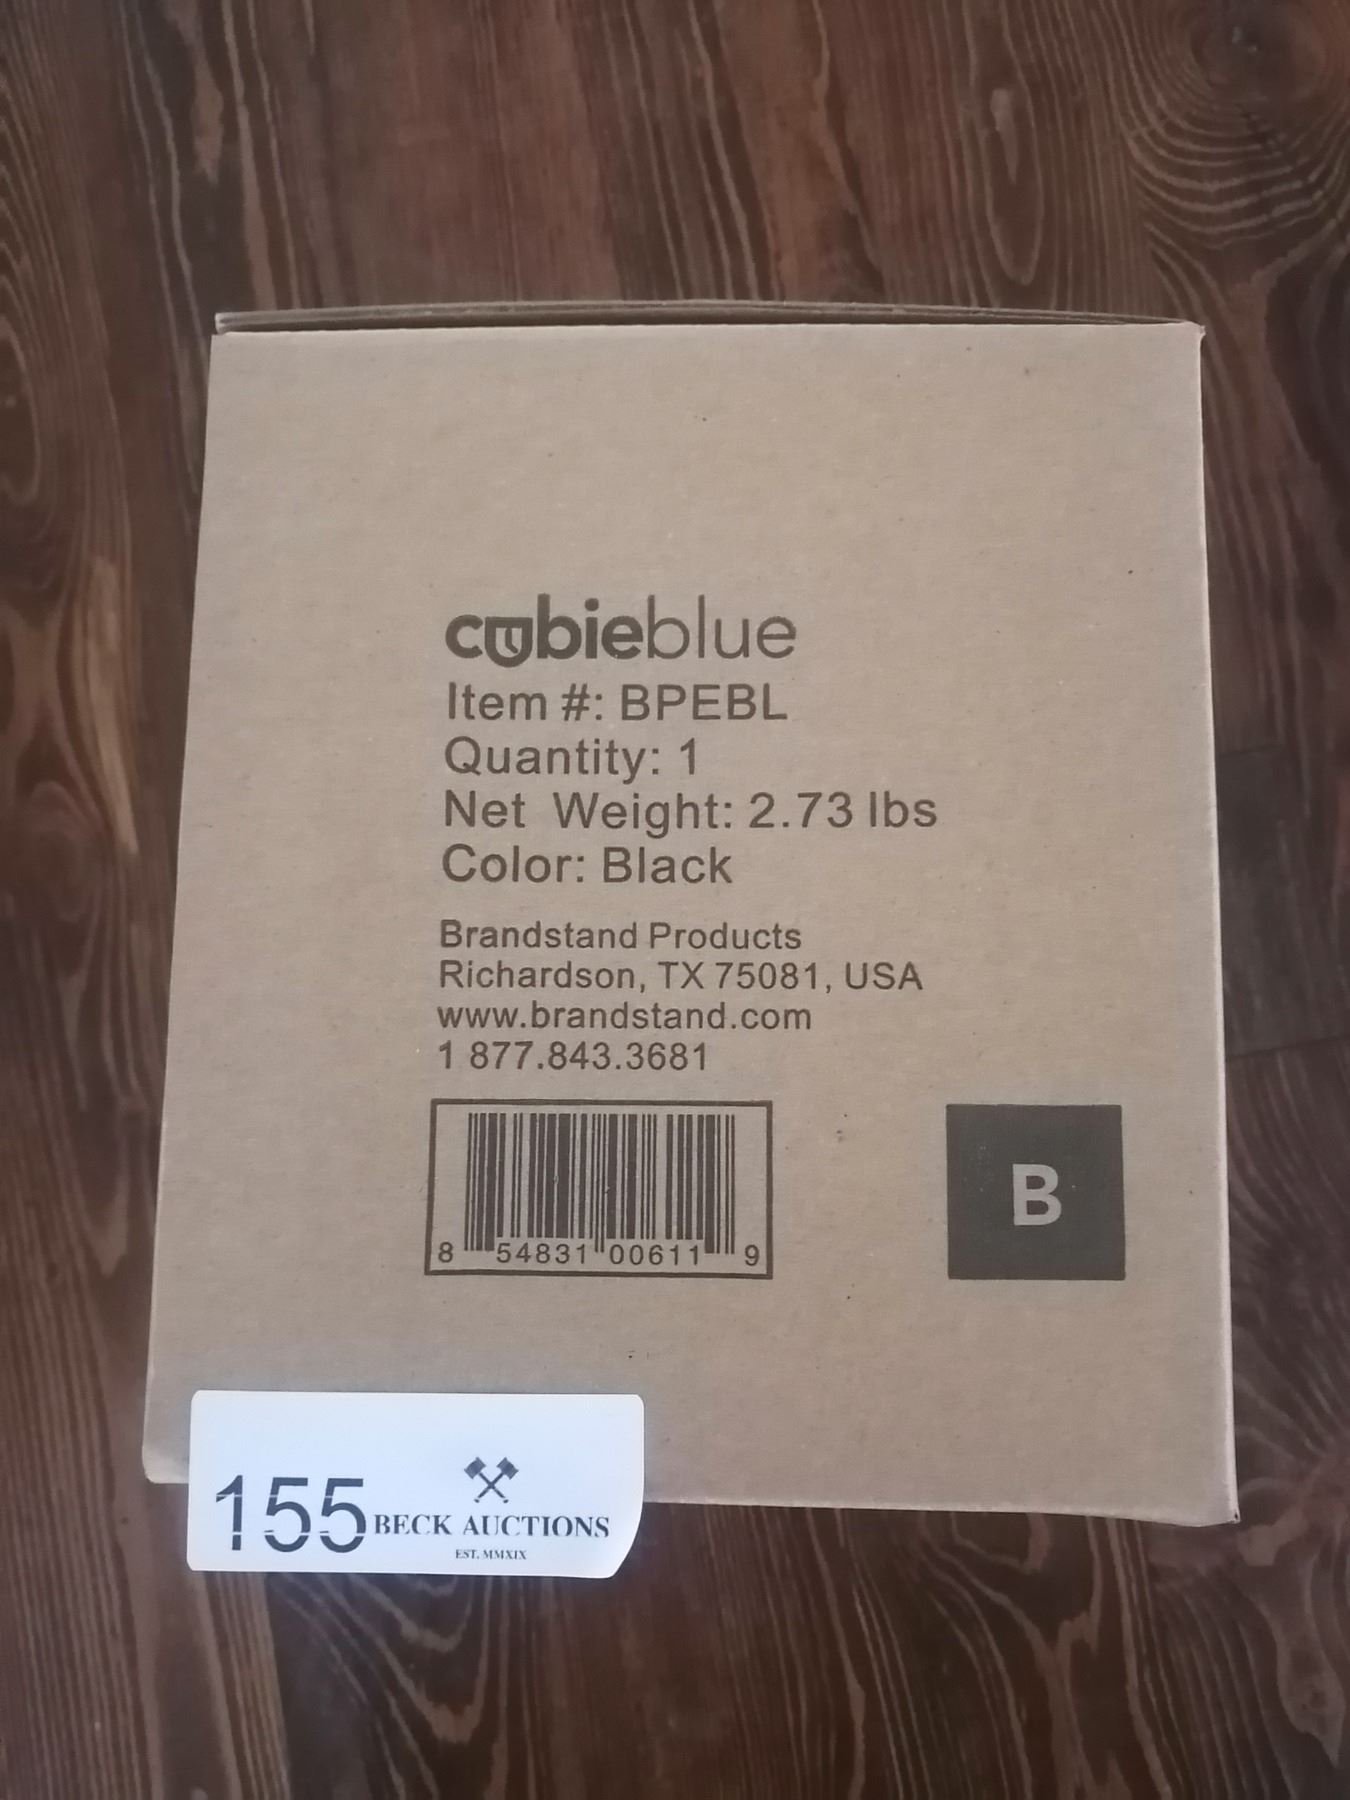 cubieblue
Item #: BPEBL
Quantity: 1
Net Weight: 2.73 lbs
Color: Black
Brandstand Products
Richardson, TX 75081, USA
www.brandstand.com
1 877.843.3681
8 54831 00611 9
B
155
BECK AUCTIONS
EST. MMXIX